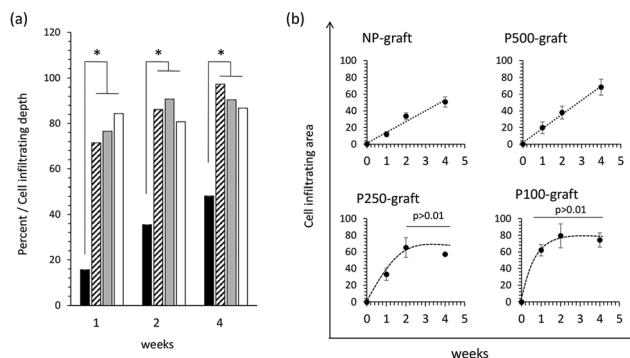 (a)
Percent / Cell infiltrating depth
120
100
80
60
40
20
0
* * *
1 2 4
weeks
(b)
Cell infiltrating area
NP-graft
100
80
60
40
20
0
0 1 2 3 4 5
P500-graft
100
80
60
40
20
0
0 1 2 3 4 5
P250-graft
p>0.01
100
80
60
40
20
0
0 1 2 3 4 5
P100-graft
p>0.01
100
80
60
40
20
0
0 1 2 3 4 5
weeks